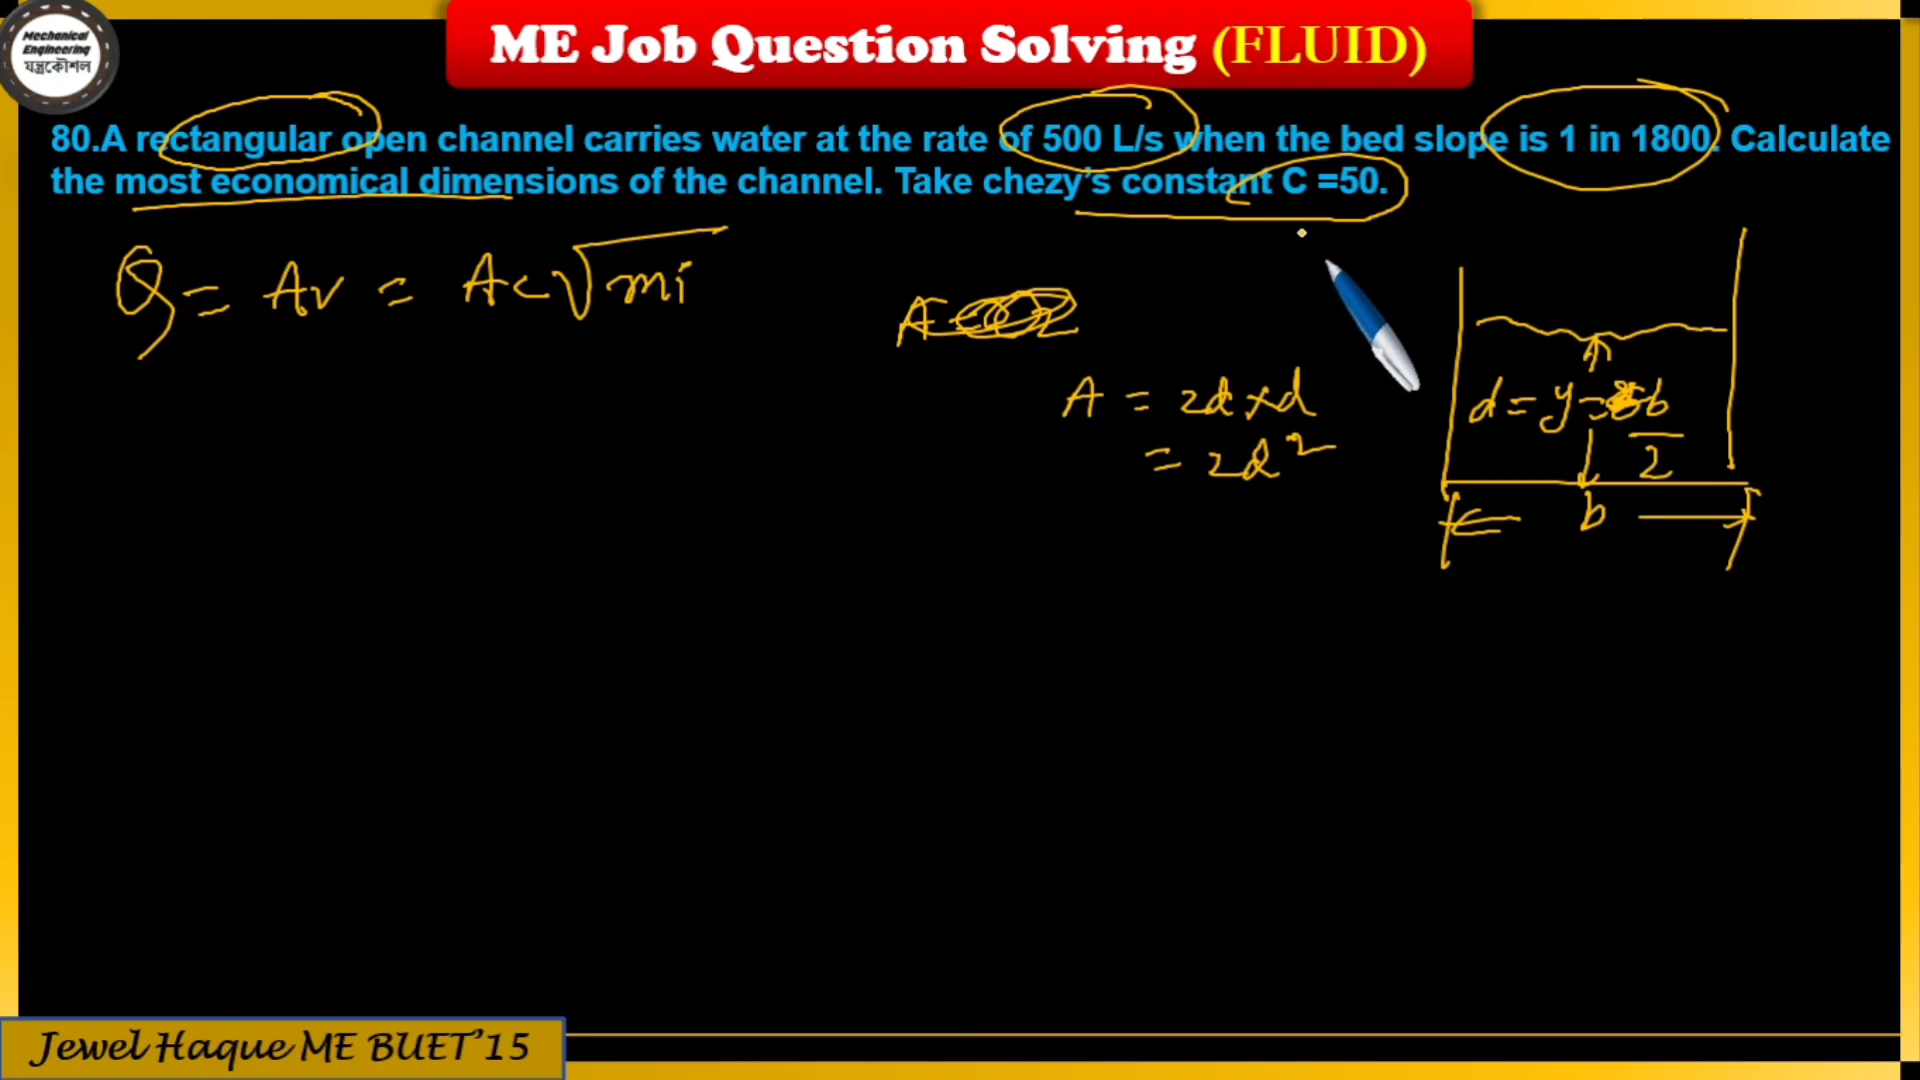 Mechanical
Engineering
যন্ত্রকৌশল
ME Job Question Solving (FLUID)
80.A rectangular open channel carries water at the rate of 500 L/s when the bed slope is 1 in 1800. Calculate
the most economical dimensions of the channel. Take chezy's constant C =50.
Q = Av = Ac√mi
A =
A = 2d×d
= 2d²
d = y = b/2
b
Jewel Haque ME BUET'15